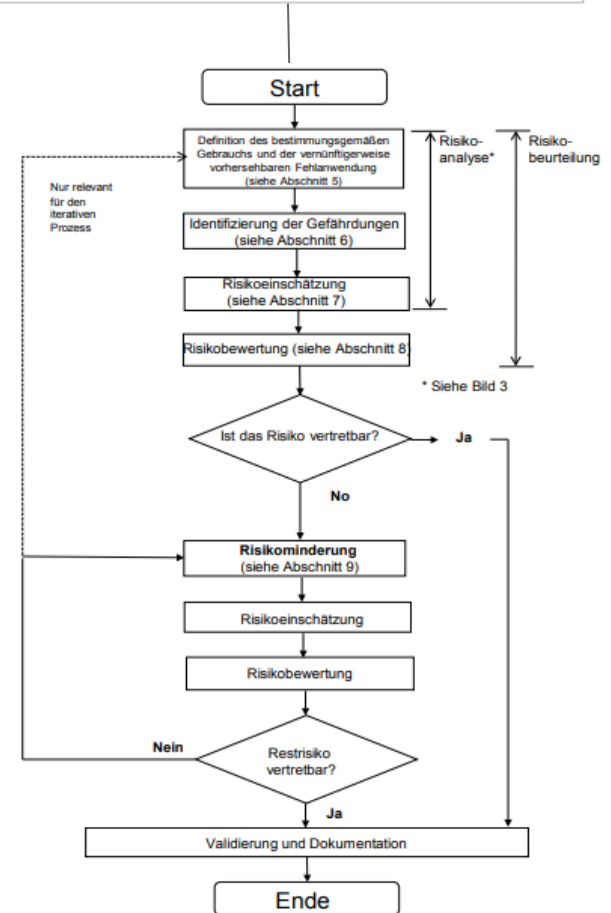 Start
Definition des bestimmungsgemäßen
Gebrauchs und der vernünftigerweise
vorhersehbaren Fehlanwendung
(siehe Abschnitt 5)
Risiko-
analyse*
Risiko-
beurteilung
Nur relevant
für den
iterativen
Prozess
Identifizierung der Gefährdungen
(siehe Abschnitt 6)
Risikoeinschätzung
(siehe Abschnitt 7)
Risikobewertung (siehe Abschnitt 8)
* Siehe Bild 3
Ist das Risiko vertretbar?
Ja
No
Risikominderung
(siehe Abschnitt 9)
Risikoeinschätzung
Risikobewertung
Nein
Restrisiko
vertretbar?
Ja
Validierung und Dokumentation
Ende